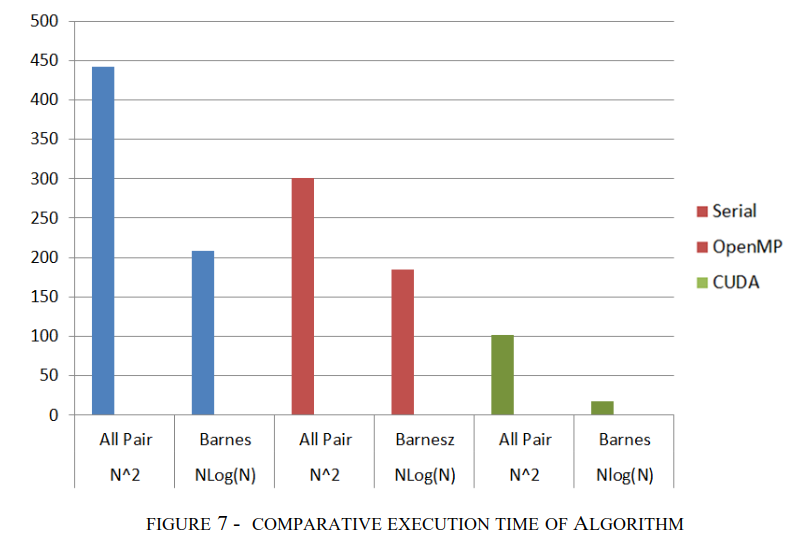 500
450
400
350
300
250
200
150
100
50
0
Serial
OpenMP
CUDA
All Pair Barnes All Pair Barnesz All Pair Barnes
N^2 NLog(N) N^2 NLog(N) N^2 Nlog(N)
FIGURE 7 - COMPARATIVE EXECUTION TIME OF ALGORITHM